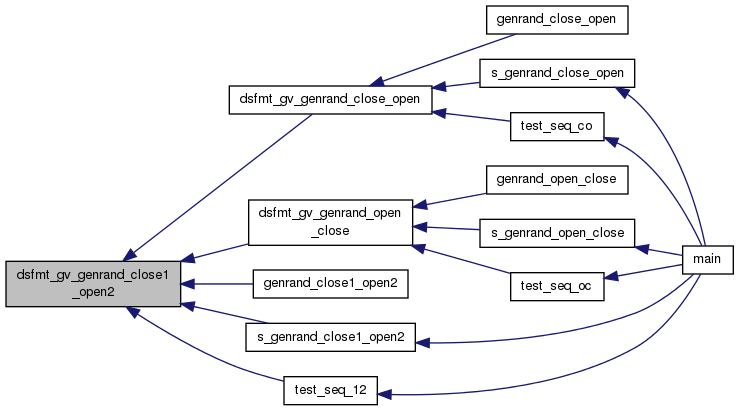 genrand_close_open
s_genrand_close_open
dsfmt_gv_genrand_close_open
test_seq_co
genrand_open_close
dsfmt_gv_genrand_open
_close
s_genrand_open_close
main
dsfmt_gv_genrand_close1
_open2
genrand_close1_open2
test_seq_oc
s_genrand_close1_open2
test_seq_12